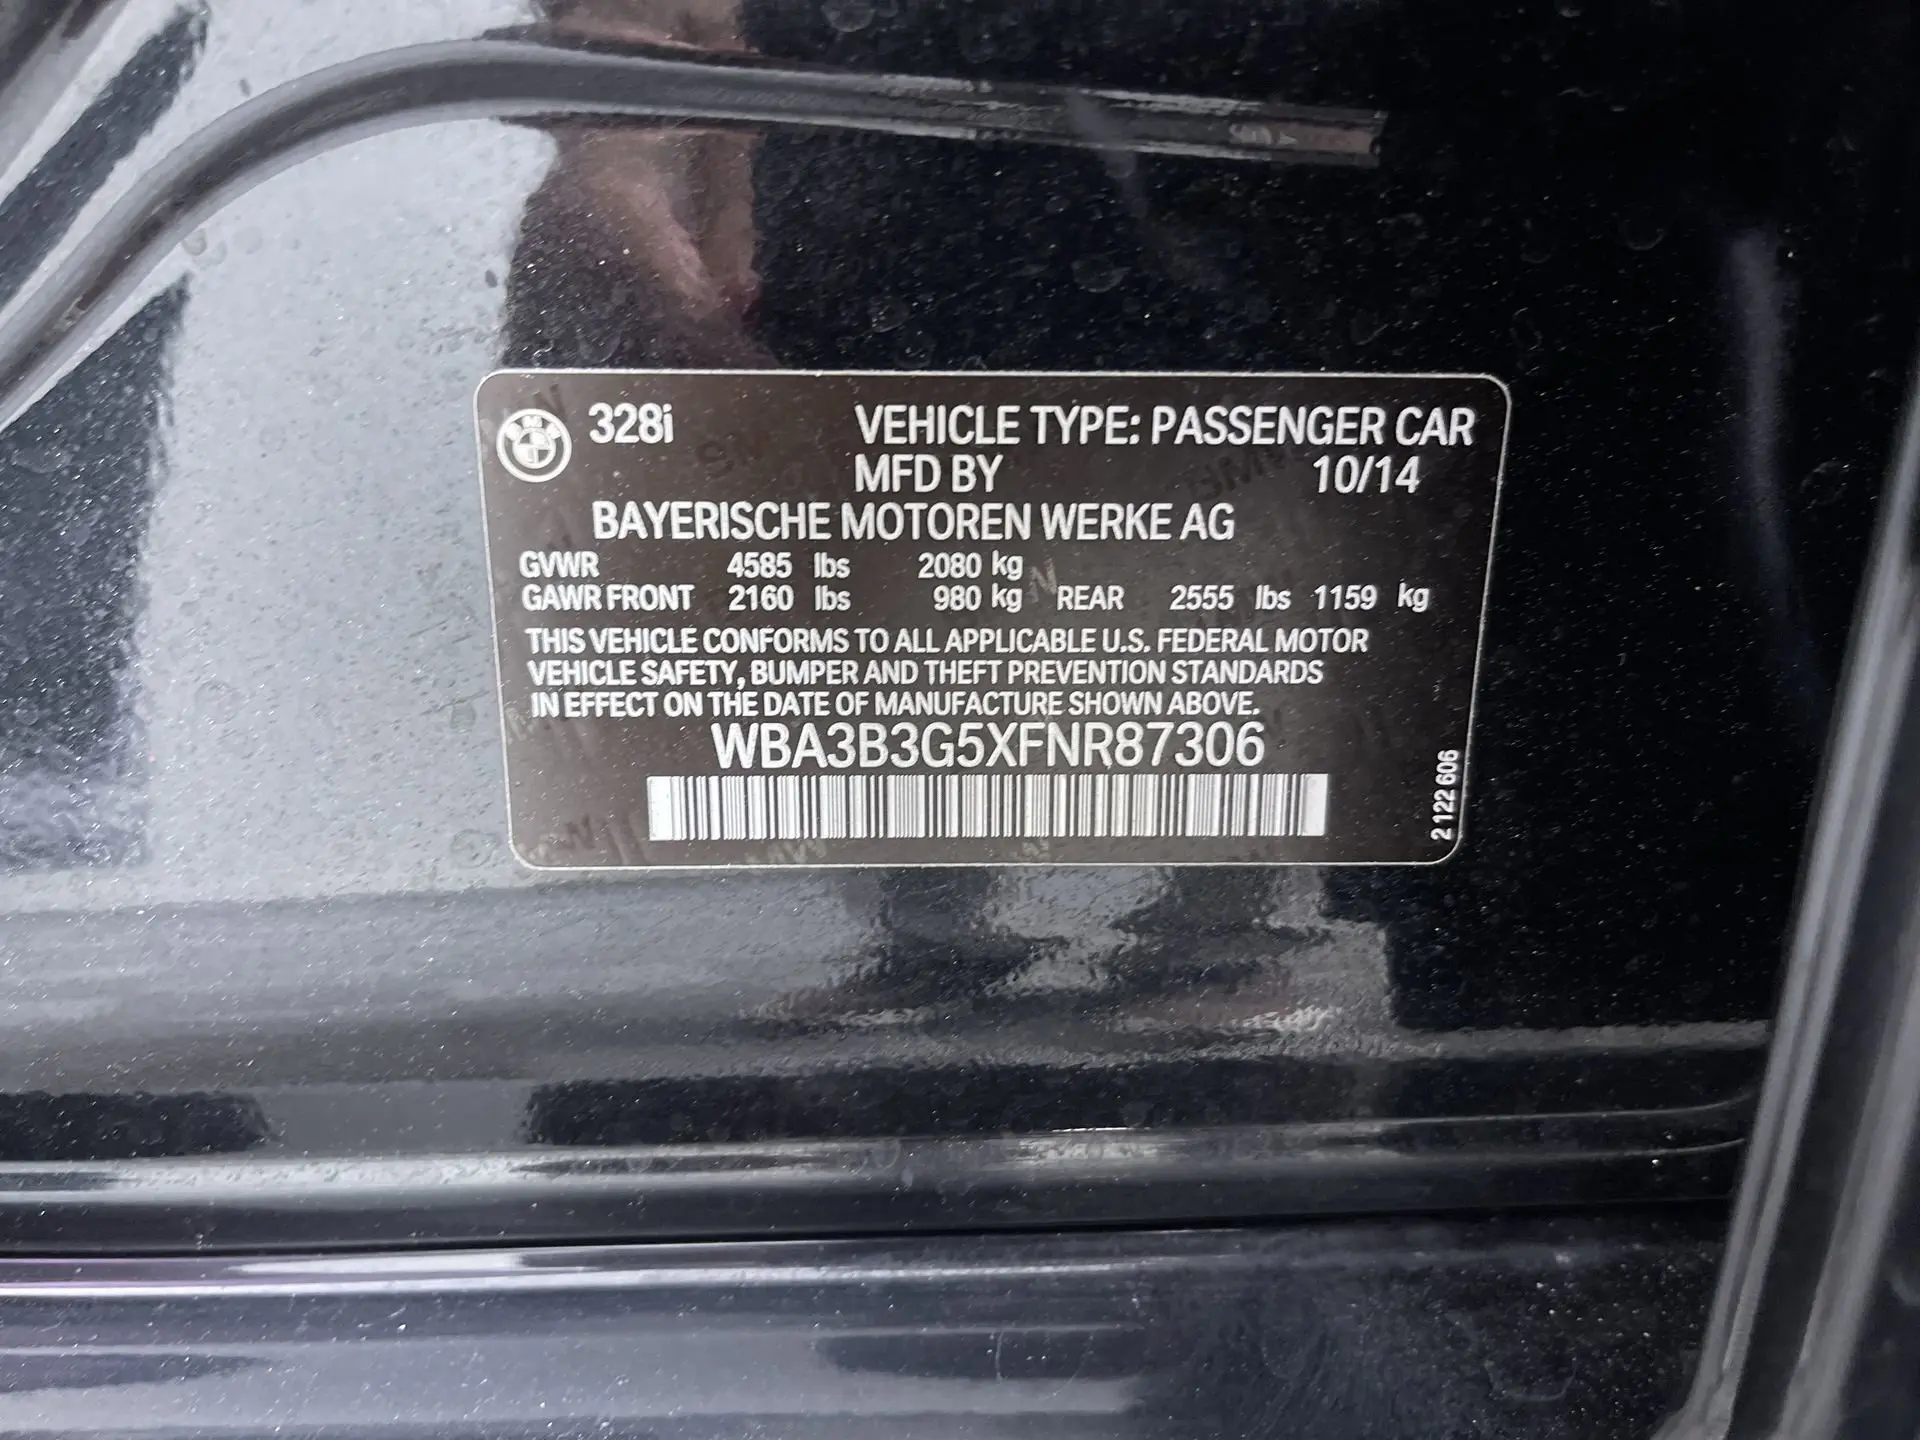 328i VEHICLE TYPE: PASSENGER CAR
MFD BY 10/14
BAYERISCHE MOTOREN WERKE AG
GVWR 4585 lbs 2080 kg
GAWR FRONT 2160 lbs 980 kg REAR 2555 lbs 1159 kg
THIS VEHICLE CONFORMS TO ALL APPLICABLE U.S. FEDERAL MOTOR
VEHICLE SAFETY, BUMPER AND THEFT PREVENTION STANDARDS
IN EFFECT ON THE DATE OF MANUFACTURE SHOWN ABOVE.
WBA3B3G5XFNR87306
2 122 606